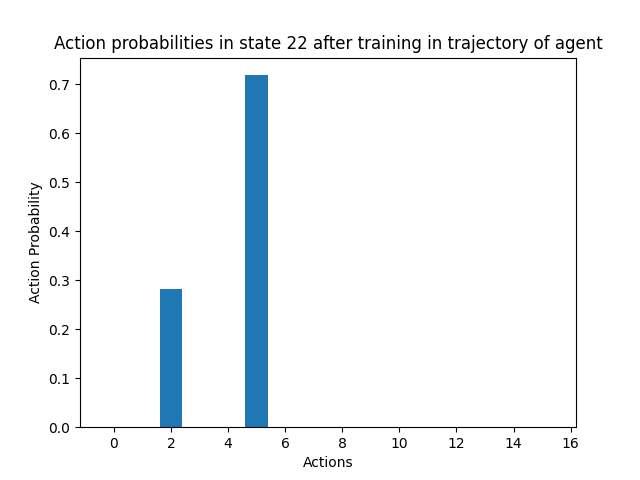 Action probabilities in state 22 after training in trajectory of agent
0.7
0.6
0.5
0.4
0.3
0.2
0.1
0.0
Action Probability
0 2 4 6 8 10 12 14 16
Actions